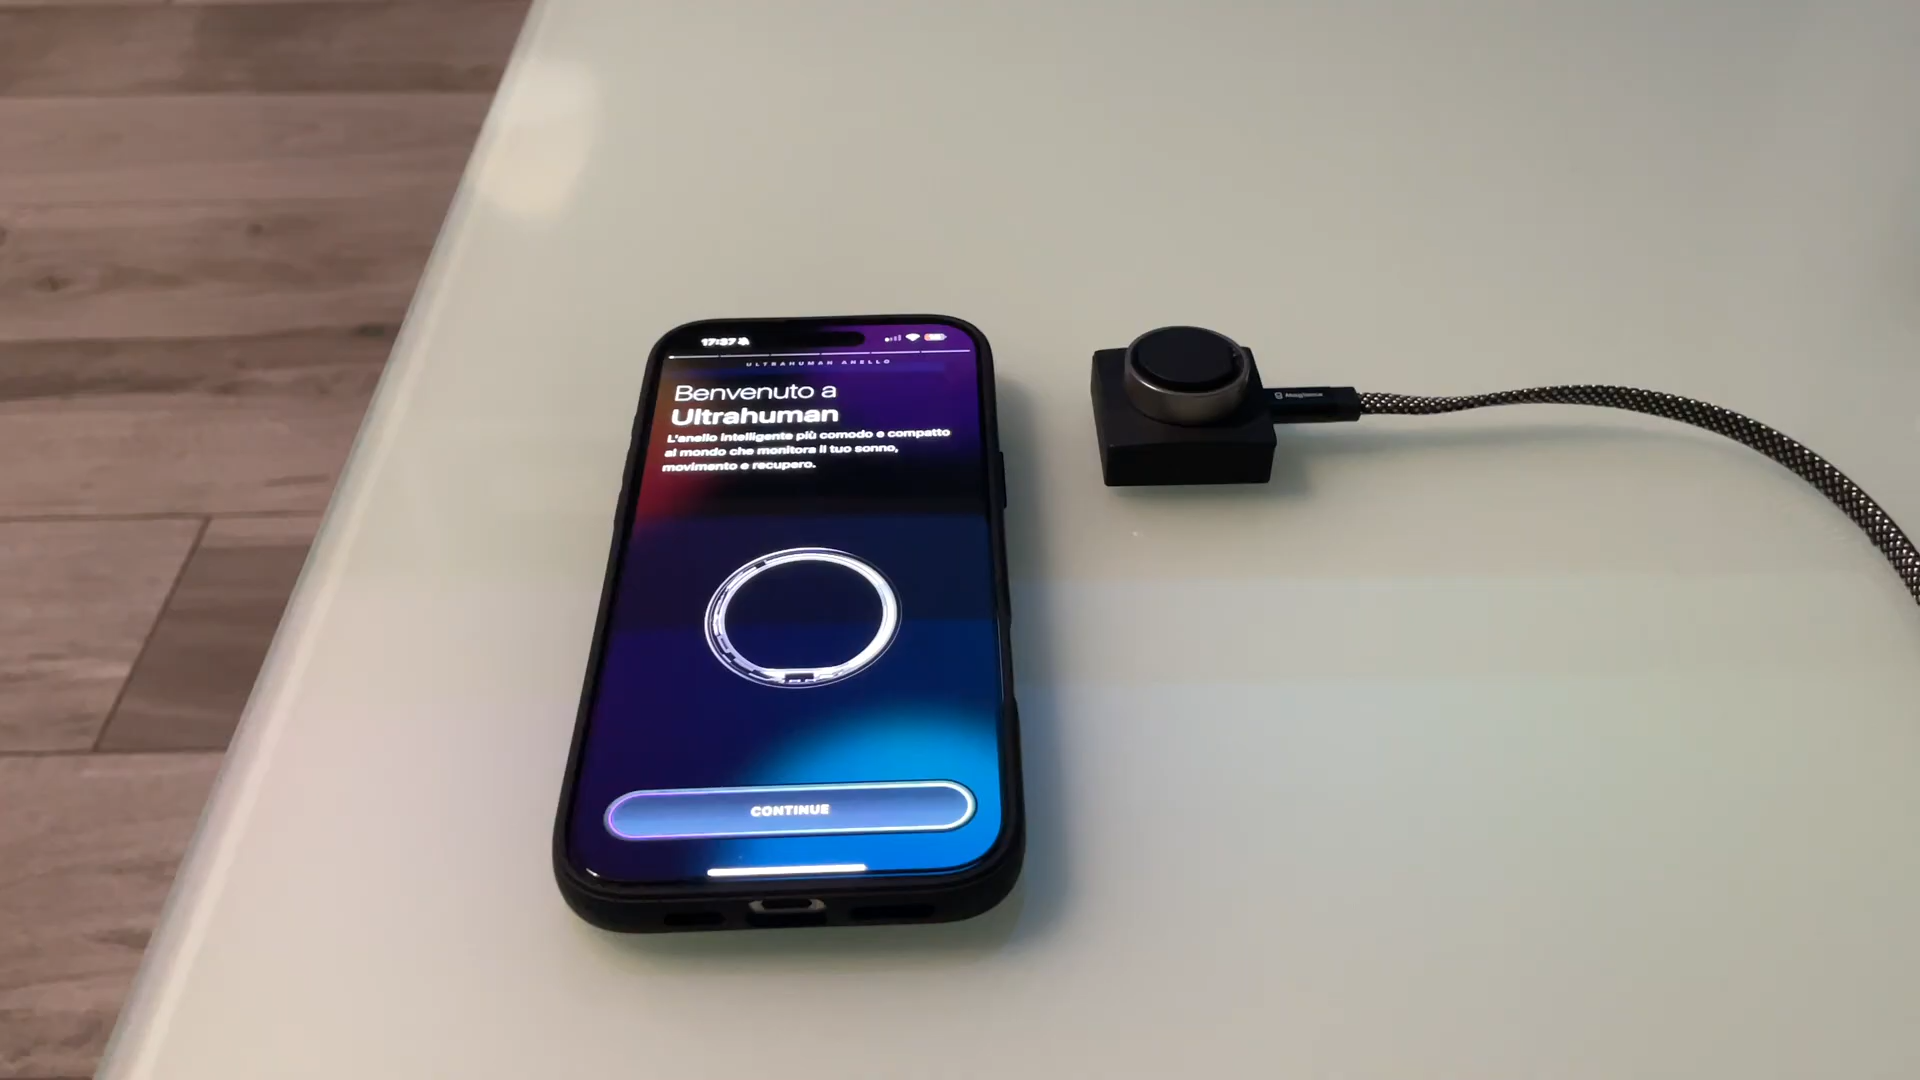 17:37
ULTRAHUMAN ANELLO
Benvenuto a
Ultrahuman
L'anello intelligente più comodo e compatto
al mondo che monitora il tuo sonno,
movimento e recupero.
CONTINUE